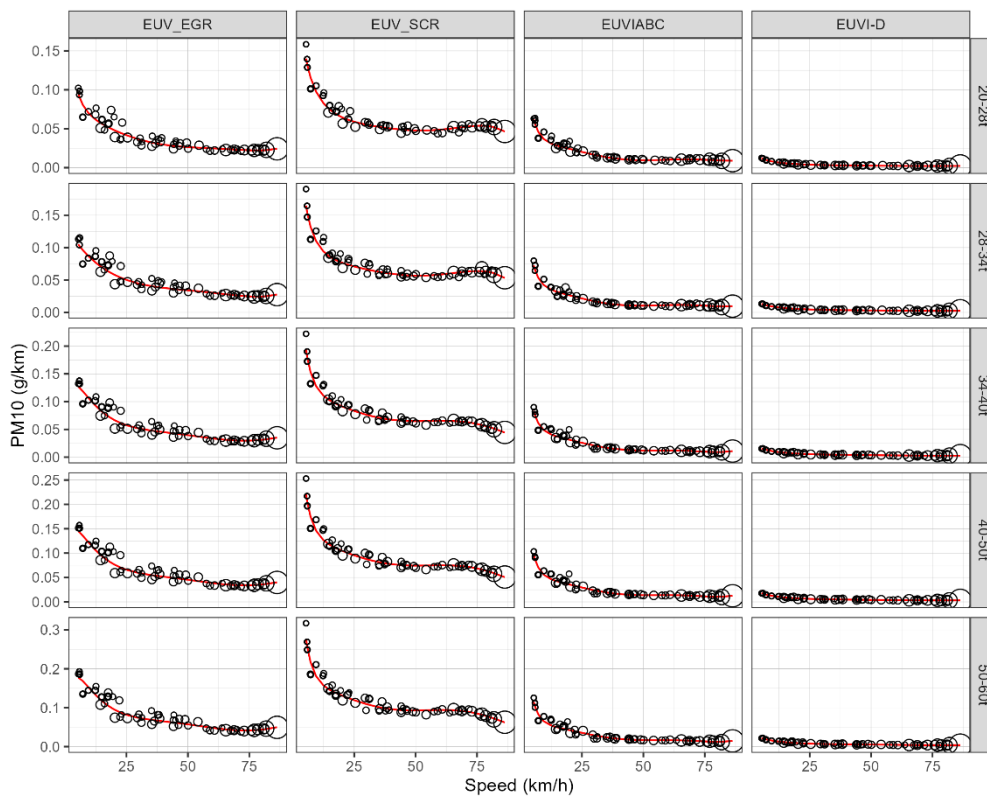 EUV_EGR EUV_SCR EUVIABC EUVI-D
0.15
0.10
0.05
0.00
20-28t
0.15
0.10
0.05
0.00
28-34t
0.20
0.15
0.10
0.05
0.00
34-40t
0.25
0.20
0.15
0.10
0.05
0.00
40-50t
0.3
0.2
0.1
0.0
50-60t
PM10 (g/km)
25 50 75 25 50 75 25 50 75 25 50 75
Speed (km/h)